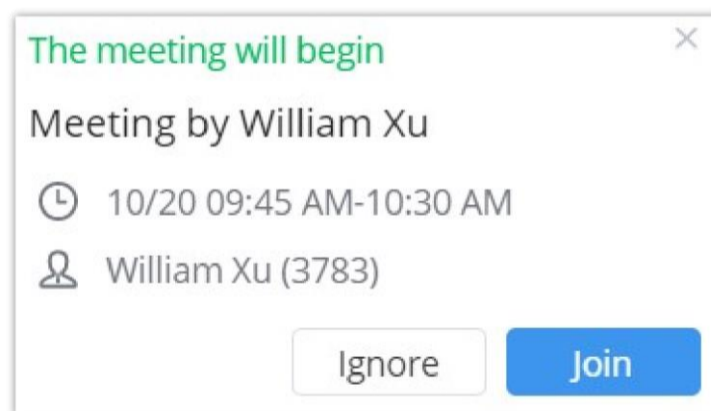 The meeting will begin
Meeting by William Xu
10/20 09:45 AM-10:30 AM
William Xu (3783)
Ignore Join